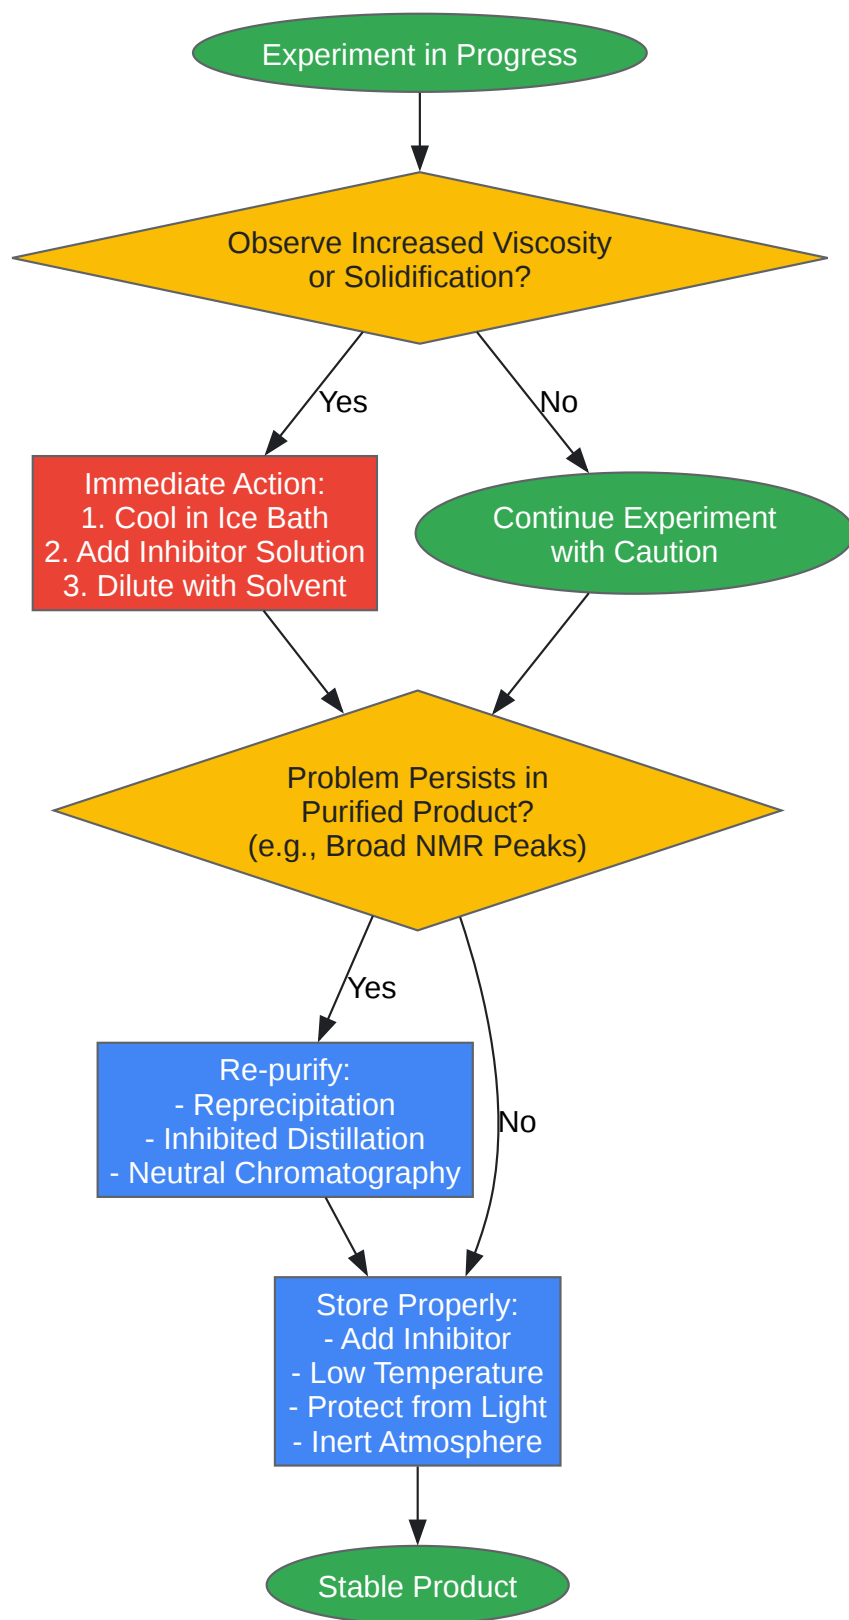 Experiment in Progress
Observe Increased Viscosity
or Solidification?
Yes
No
Immediate Action:
1. Cool in Ice Bath
2. Add Inhibitor Solution
3. Dilute with Solvent
Continue Experiment
with Caution
Problem Persists in
Purified Product?
(e.g., Broad NMR Peaks)
Yes
No
Re-purify:
- Reprecipitation
- Inhibited Distillation
- Neutral Chromatography
Store Properly:
- Add Inhibitor
- Low Temperature
- Protect from Light
- Inert Atmosphere
Stable Product